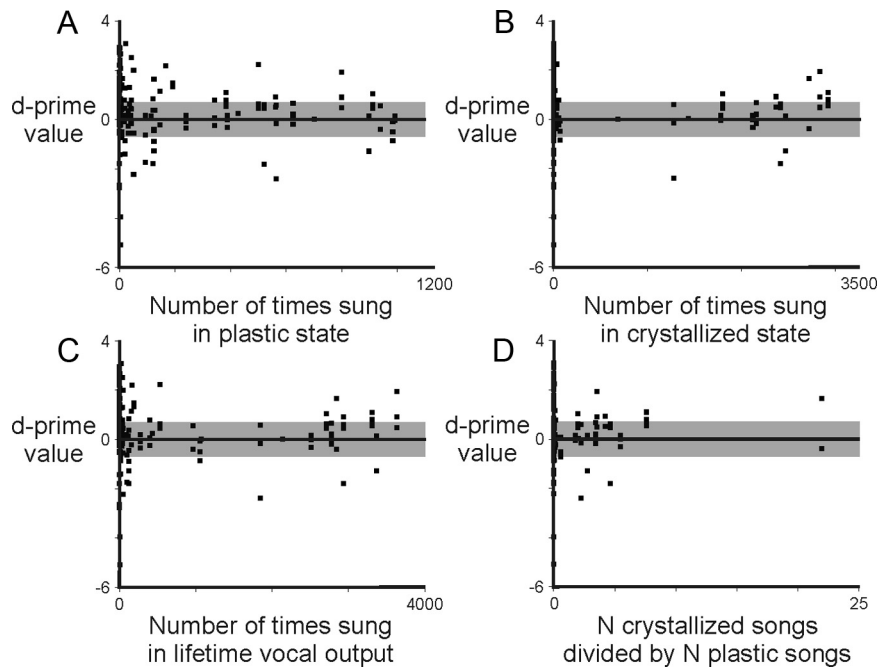 A
4
d-prime
value
0
-6
0
1200
Number of times sung
in plastic state
B
4
d-prime
value
0
-6
0
3500
Number of times sung
in crystallized state
C
4
d-prime
value
0
-6
0
4000
Number of times sung
in lifetime vocal output
D
4
d-prime
value
0
-6
0
25
N crystallized songs
divided by N plastic songs